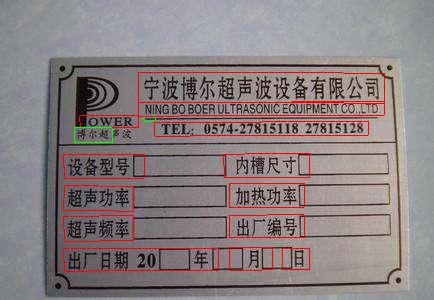 宁波博尔超声波设备有限公司
NING BO BOER ULTRASONIC EQUIPMENT CO.,LTD
POWER
博尔超声波
TEL: 0574-27815118 27815128
设备型号 内槽尺寸
超声功率 加热功率
超声频率 出厂编号
出厂日期 20 年 月 日